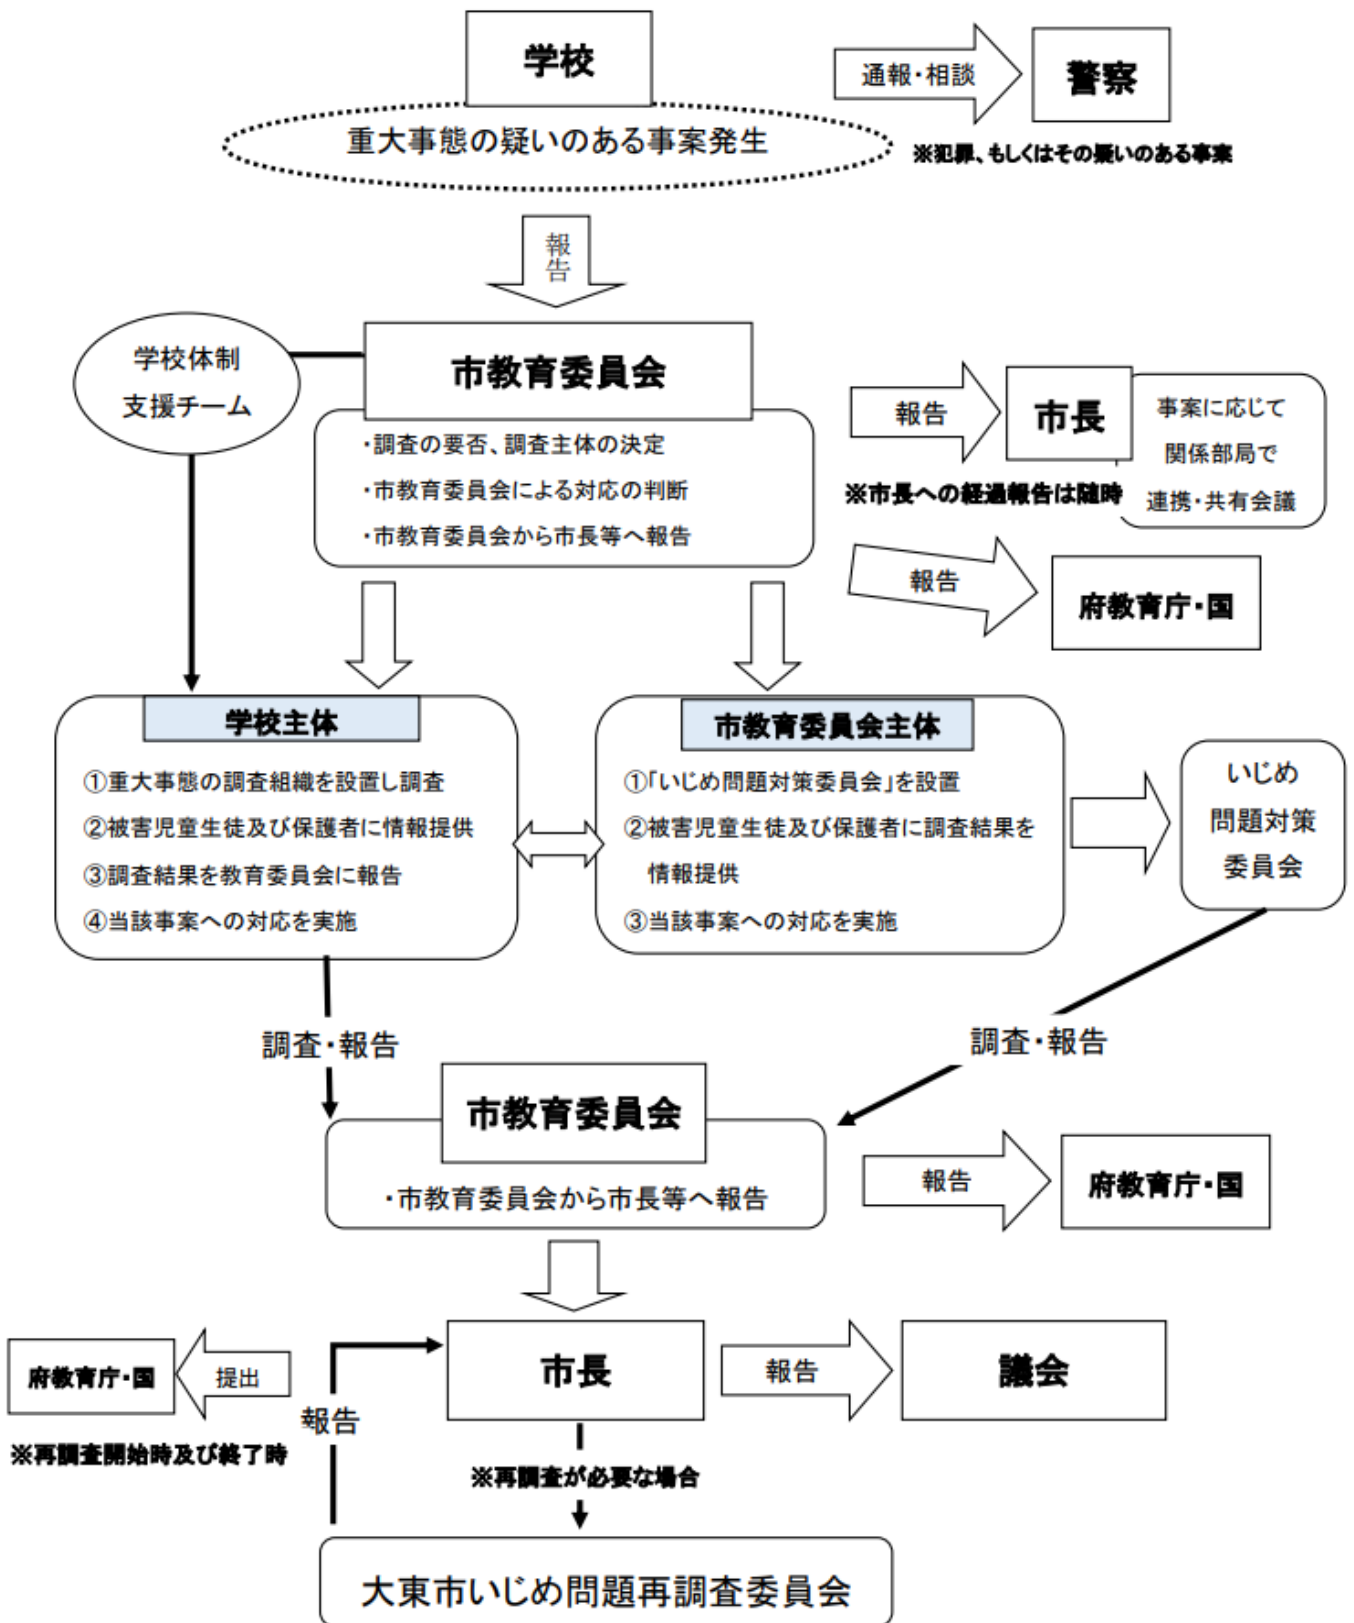 学校
通報・相談
警察
重大事態の疑いのある事案発生
※犯罪、もしくはその疑いのある事案
報告
学校体制
支援チーム
市教育委員会
・調査の要否、調査主体の決定
・市教育委員会による対応の判断
・市教育委員会から市長等へ報告
報告
市長
事案に応じて
関係部局で
連携・共有会議
※市長への経過報告は随時
報告
府教育庁・国
学校主体
①重大事態の調査組織を設置し調査
②被害児童生徒及び保護者に情報提供
③調査結果を教育委員会に報告
④当該事案への対応を実施
市教育委員会主体
①「いじめ問題対策委員会」を設置
②被害児童生徒及び保護者に調査結果を
情報提供
③当該事案への対応を実施
いじめ
問題対策
委員会
調査・報告
調査・報告
市教育委員会
・市教育委員会から市長等へ報告
報告
府教育庁・国
府教育庁・国
提出
※再調査開始時及び終了時
報告
市長
報告
議会
※再調査が必要な場合
大東市いじめ問題再調査委員会